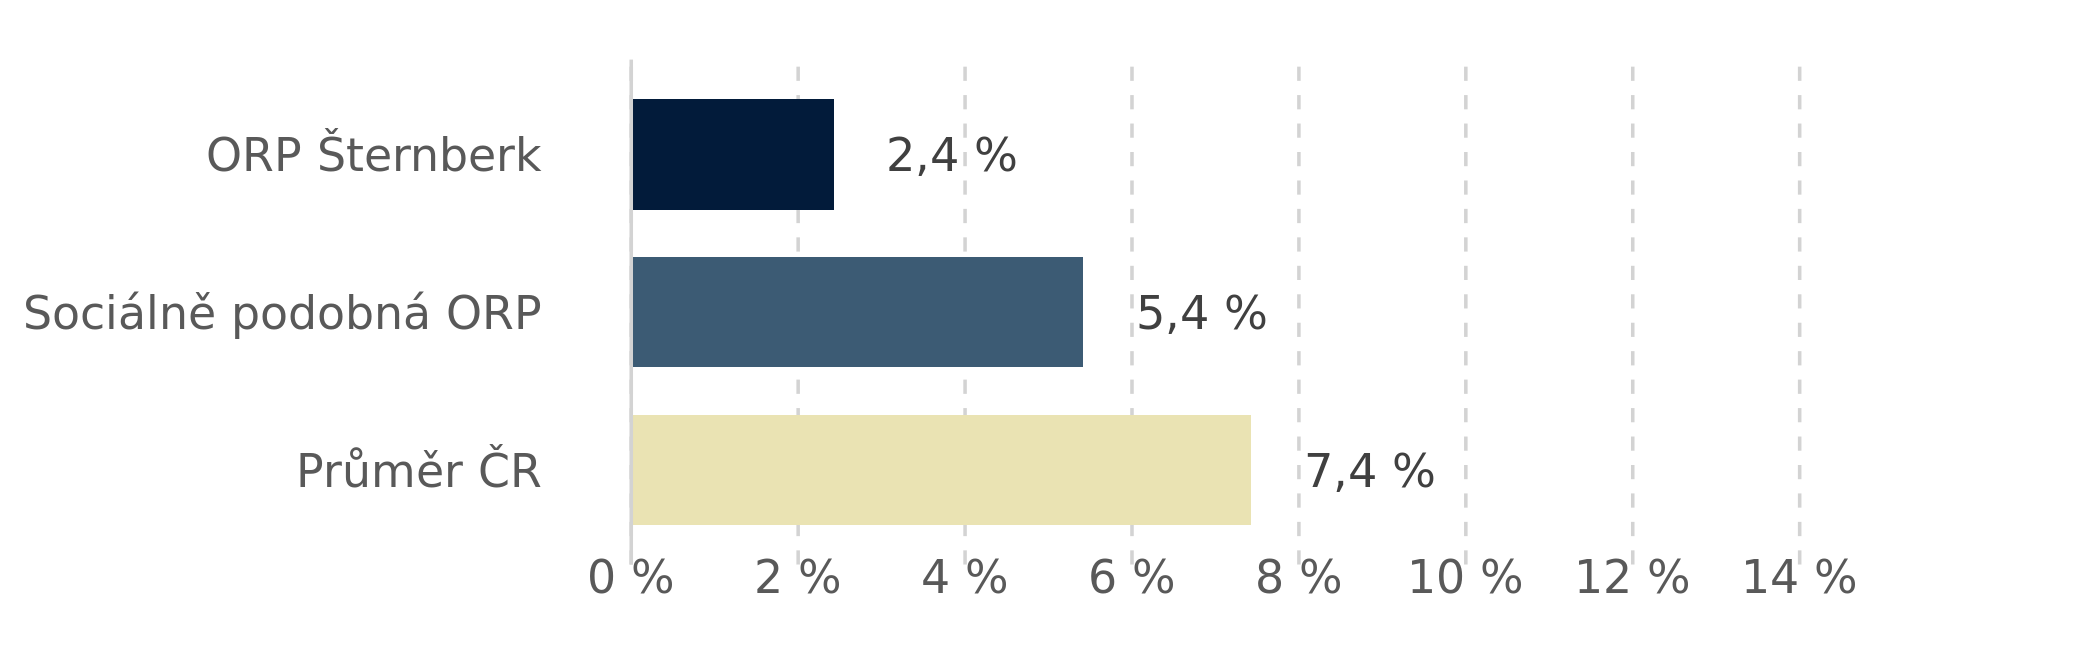 ORP Šternberk
2,4 %
Sociálně podobná ORP
5,4 %
Průměr ČR
7,4 %
0 % 2 % 4 % 6 % 8 % 10 % 12 % 14 %